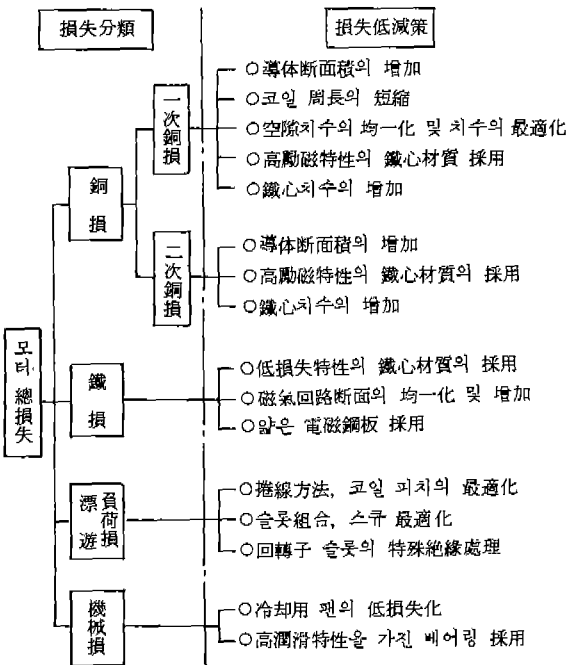 損失分類
損失低減策
모터 總損失
銅損
一次銅損
○導体断面積의 增加
○코일 周長의 短縮
○空隙치수의 均一化 및 치수의 最適化
○高勵磁特性의 鐵心材質 採用
○鐵心치수의 增加
二次銅損
○導体断面積의 增加
○高勵磁特性의 鐵心材質의 採用
○鐵心치수의 增加
鐵損
○低損失特性의 鐵心材質의 採用
○磁氣回路断面의 均一化 및 增加
○얇은 電磁鋼板 採用
漂遊負荷損
○捲線方法, 코일 피치의 最適化
○슬롯組合, 스큐 最適化
○回轉子 슬롯의 特殊絶緣處理
機械損
○冷却用 팬의 低損失化
○高潤滑特性을 가진 베어링 採用